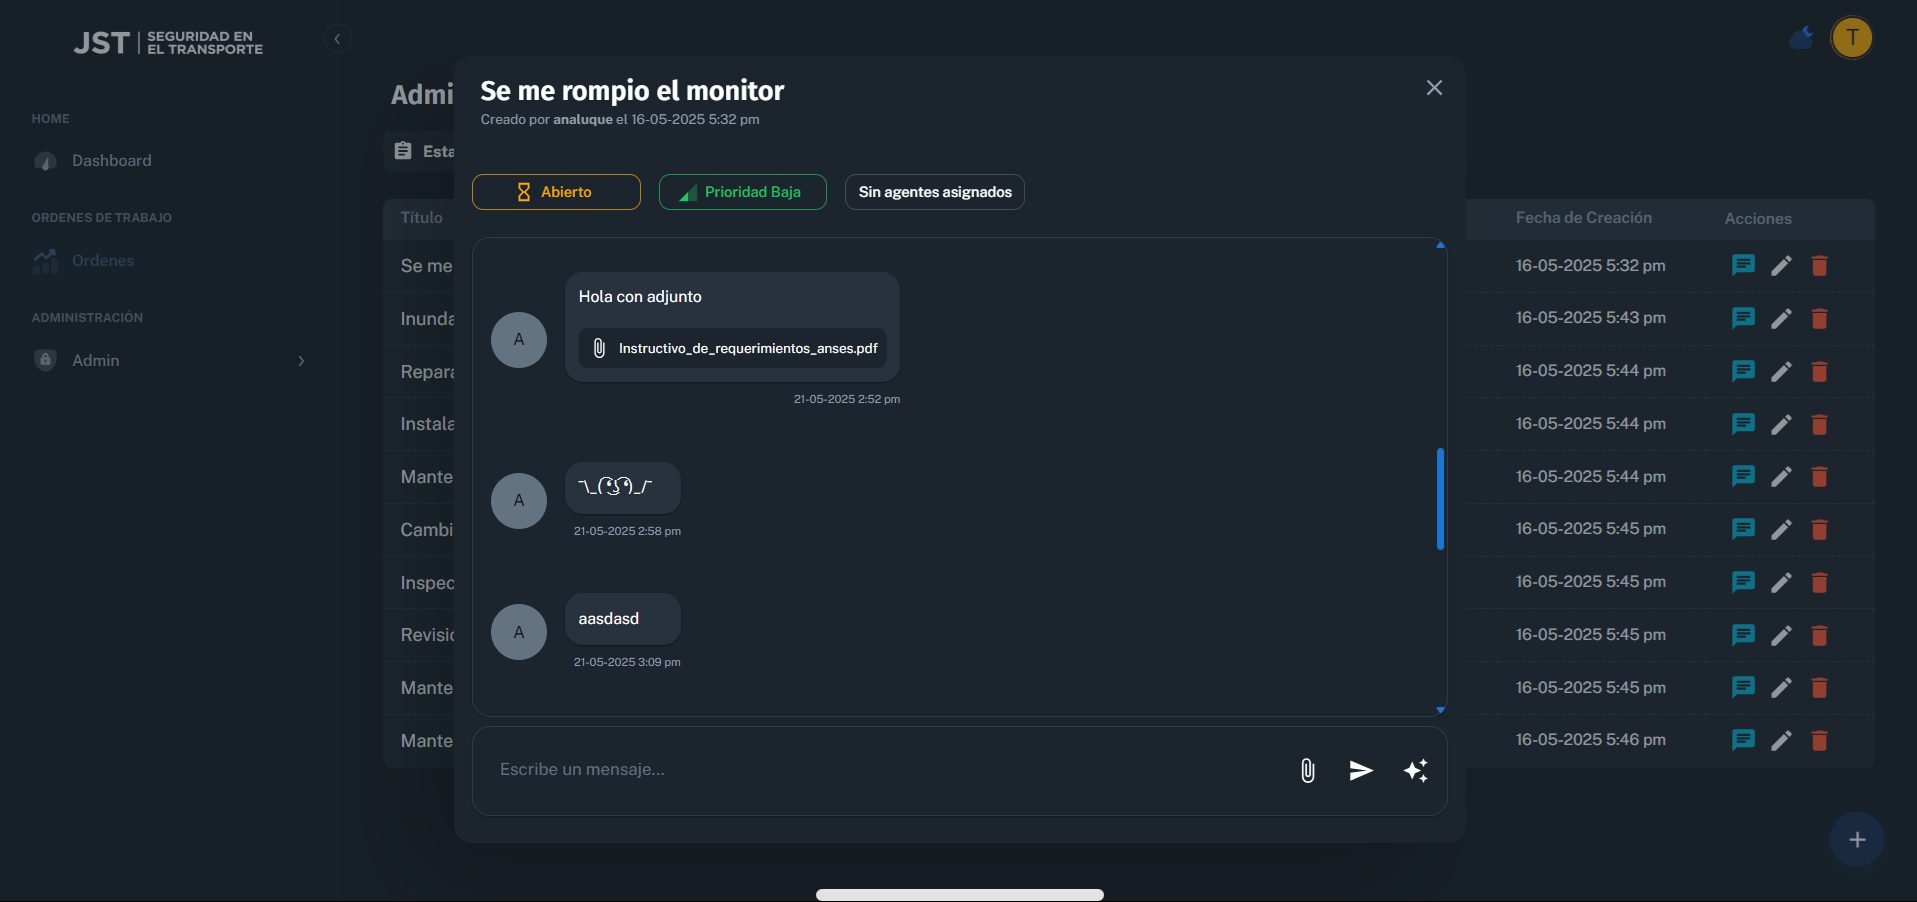 JST | SEGURIDAD EN
EL TRANSPORTE
HOME
Dashboard
ORDENES DE TRABAJO
Ordenes
ADMINISTRACIÓN
Admin
T
Admi
Esta
Título
Fecha de Creación
Acciones
Se me
16-05-2025 5:32 pm
Inunda
16-05-2025 5:43 pm
Repara
16-05-2025 5:44 pm
Instala
16-05-2025 5:44 pm
Mante
16-05-2025 5:44 pm
Cambi
16-05-2025 5:45 pm
Inspec
16-05-2025 5:45 pm
Revisio
16-05-2025 5:45 pm
Mante
16-05-2025 5:45 pm
Mante
16-05-2025 5:46 pm
Se me rompio el monitor
Creado por analuque el 16-05-2025 5:32 pm
Abierto
Prioridad Baja
Sin agentes asignados
A
Hola con adjunto
Instructivo_de_requerimientos_anses.pdf
21-05-2025 2:52 pm
A
¯\_( ͡° ͜ʖ ͡°)_/¯
21-05-2025 2:58 pm
A
aasdasd
21-05-2025 3:09 pm
Escribe un mensaje...